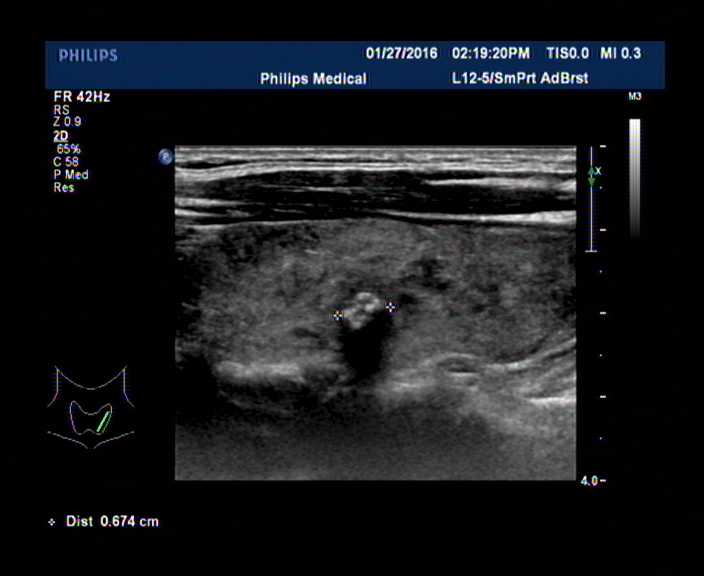 PHILIPS
01/27/2016 02:19:20PM TIS0.0 MI 0.3
Philips Medical L12-5/SmPrt AdBrst
FR 42Hz
RS
Z 0.9
2D
65%
C 58
P Med
Res
M3
P
X
4.0
Dist 0.674 cm